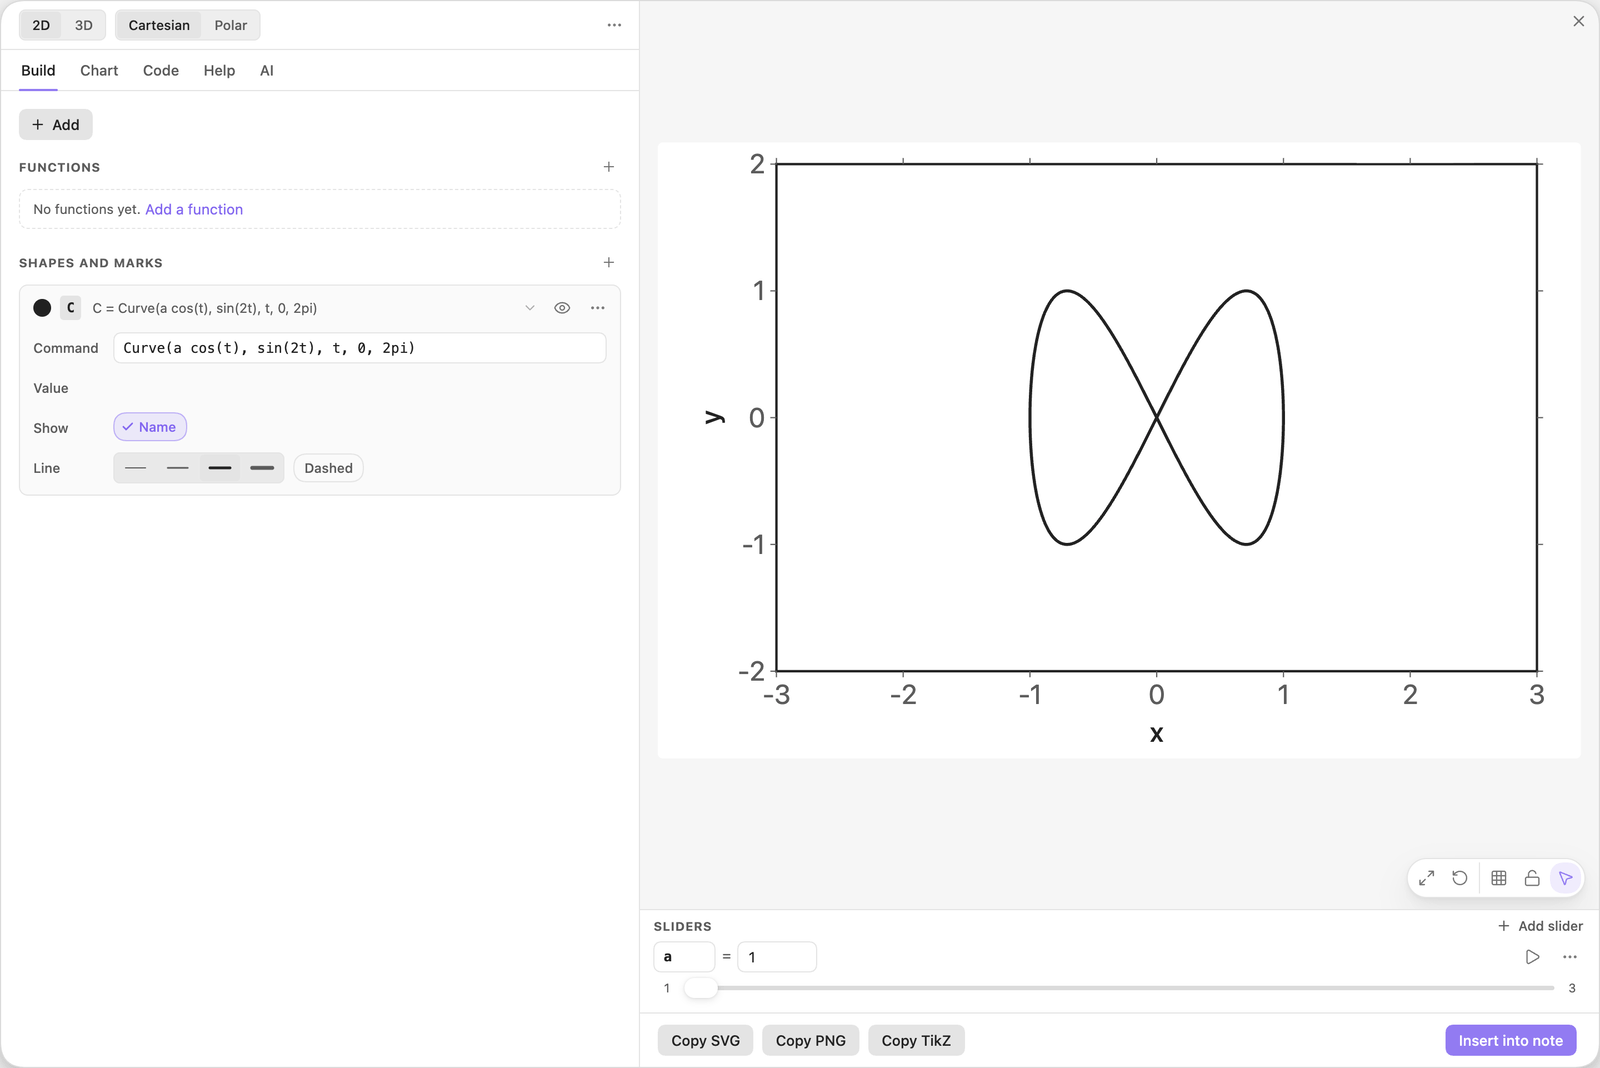 2D 3D Cartesian Polar
Build Chart Code Help AI
+ Add
FUNCTIONS
No functions yet. Add a function
SHAPES AND MARKS
C C = Curve(a cos(t), sin(2t), t, 0, 2pi)
Command Curve(a cos(t), sin(2t), t, 0, 2pi)
Value
Show Name
Line Dashed
2
1
0
-1
-2
y
-3 -2 -1 0 1 2 3
x
SLIDERS + Add slider
a = 1
1 3
Copy SVG Copy PNG Copy TikZ Insert into note